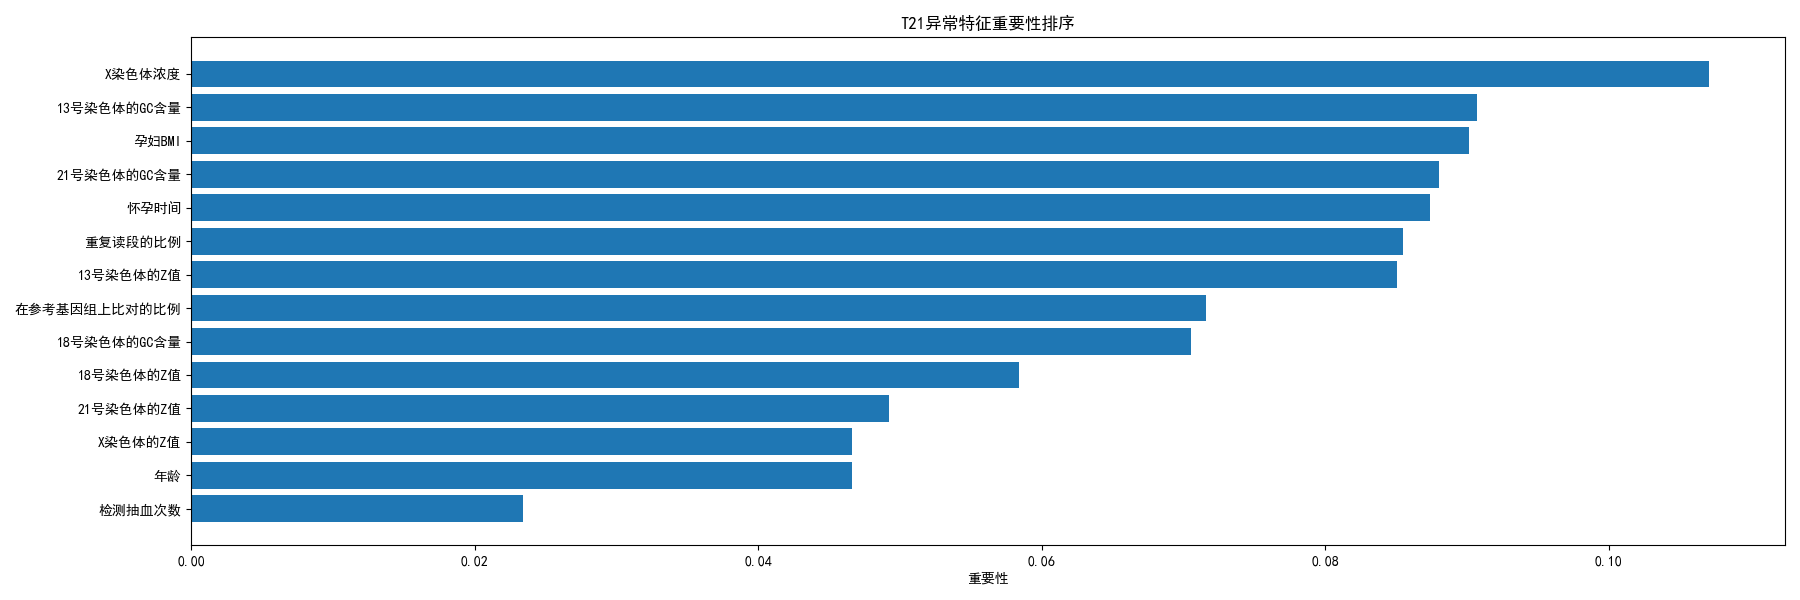 T21异常特征重要性排序
X染色体浓度
13号染色体的GC含量
孕妇BMI
21号染色体的GC含量
怀孕时间
重复读段的比例
13号染色体的Z值
在参考基因组上比对的比例
18号染色体的GC含量
18号染色体的Z值
21号染色体的Z值
X染色体的Z值
年龄
检测抽血次数
0.00 0.02 0.04 0.06 0.08 0.10
重要性